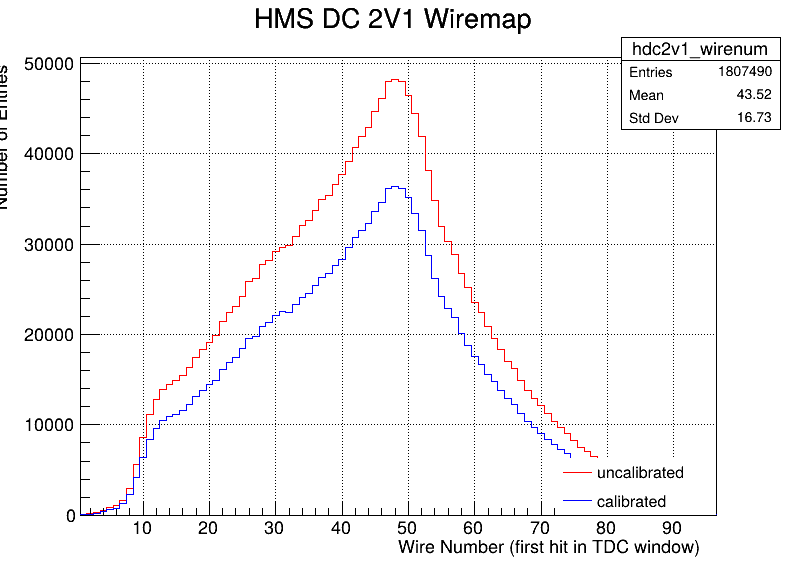 HMS DC 2V1 Wiremap
hdc2v1_wirenum
Entries 1807490
Mean 43.52
Std Dev 16.73
Number of Entries
50000
40000
30000
20000
10000
0
uncalibrated
calibrated
10 20 30 40 50 60 70 80 90
Wire Number (first hit in TDC window)